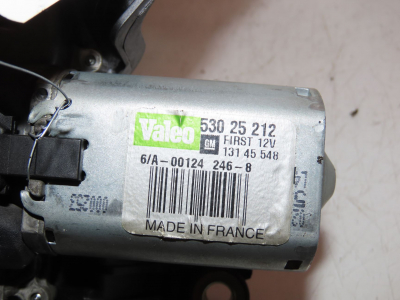 Valeo 530 25 212
GM FIRST 12V
131 45 548
6/A-00124 246-8
MADE IN FRANCE